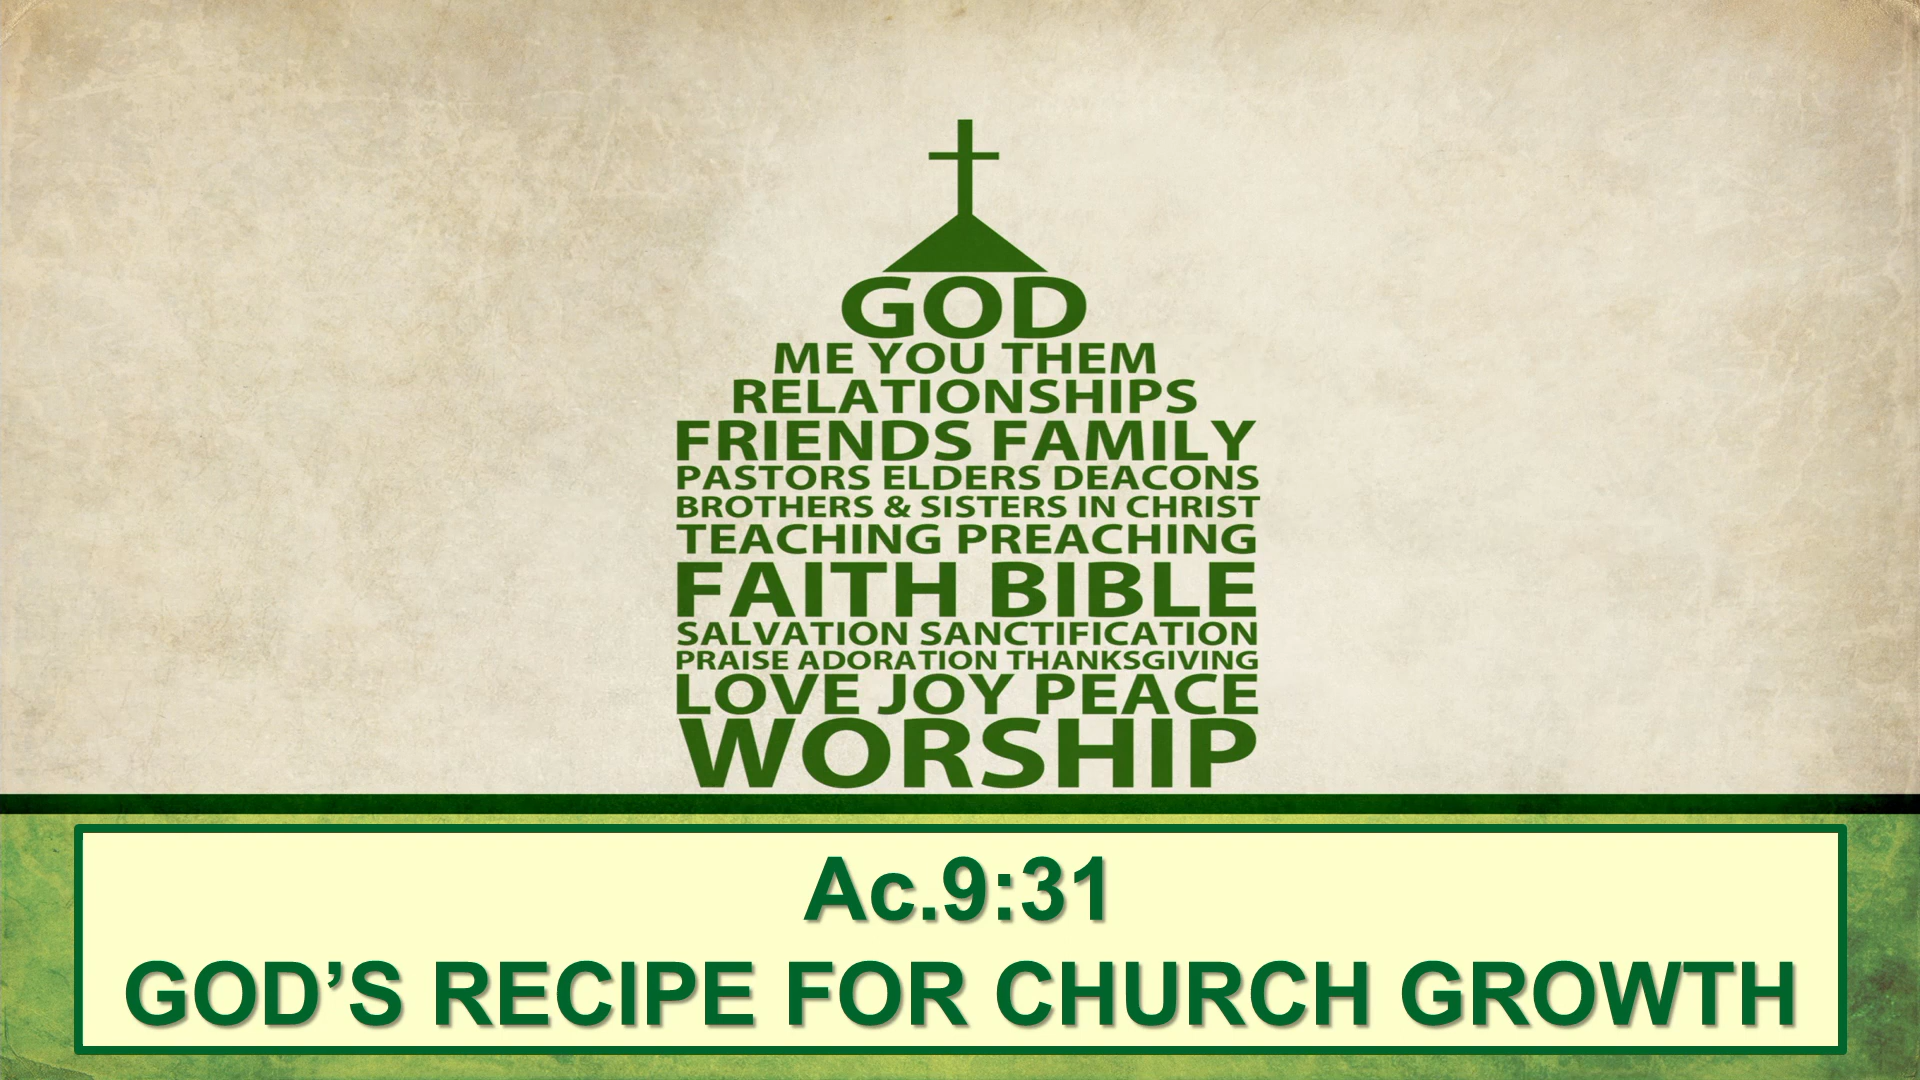 GOD
ME YOU THEM
RELATIONSHIPS
FRIENDS FAMILY
PASTORS ELDERS DEACONS
BROTHERS & SISTERS IN CHRIST
TEACHING PREACHING
FAITH BIBLE
SALVATION SANCTIFICATION
PRAISE ADORATION THANKSGIVING
LOVE JOY PEACE
WORSHIP
Ac.9:31
GOD’S RECIPE FOR CHURCH GROWTH